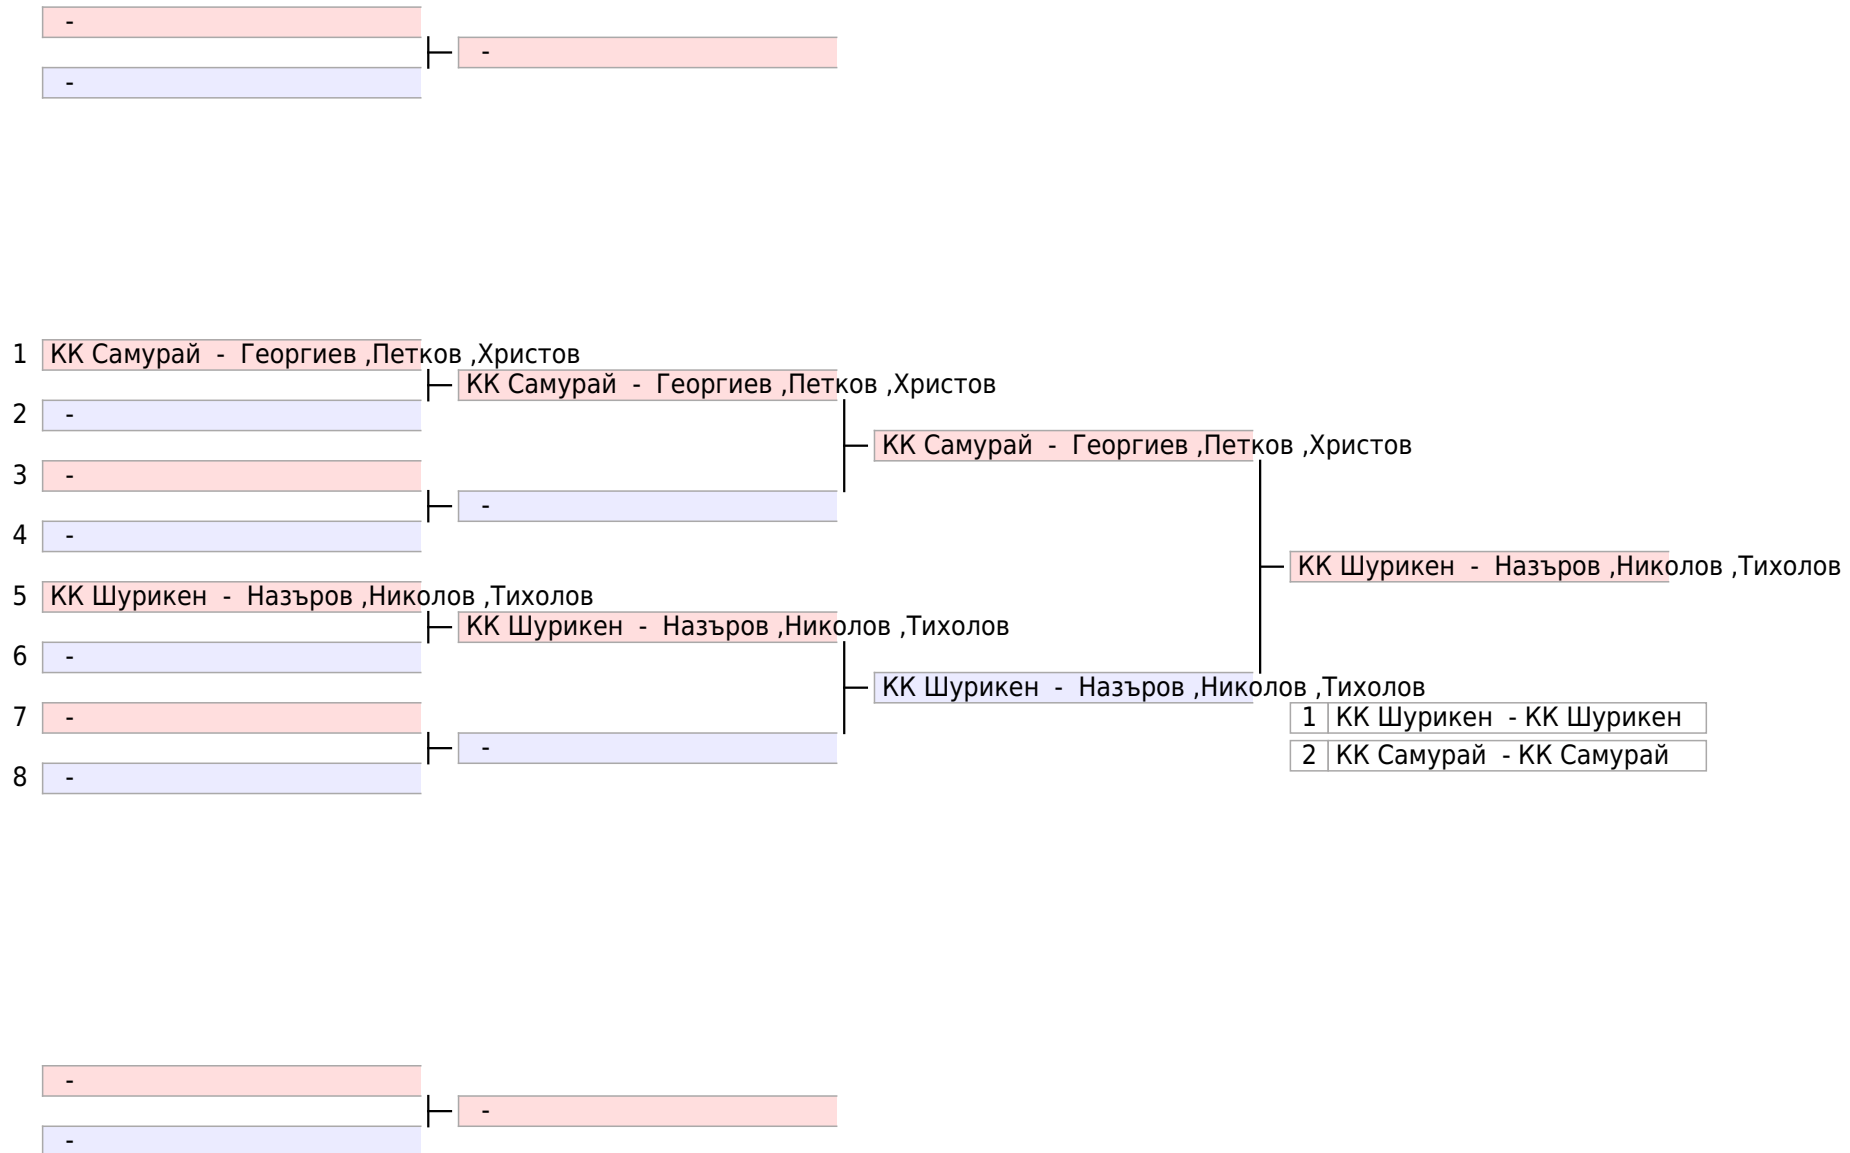 -
-
-
1 КК Самурай - Георгиев ,Петков ,Христов
КК Самурай - Георгиев ,Петков ,Христов
2 -
КК Самурай - Георгиев ,Петков ,Христов
3 -
-
4 -
КК Шурикен - Назъров ,Николов ,Тихолов
5 КК Шурикен - Назъров ,Николов ,Тихолов
КК Шурикен - Назъров ,Николов ,Тихолов
6 -
КК Шурикен - Назъров ,Николов ,Тихолов
7 -
1 КК Шурикен - КК Шурикен
-
2 КК Самурай - КК Самурай
8 -
-
-
-